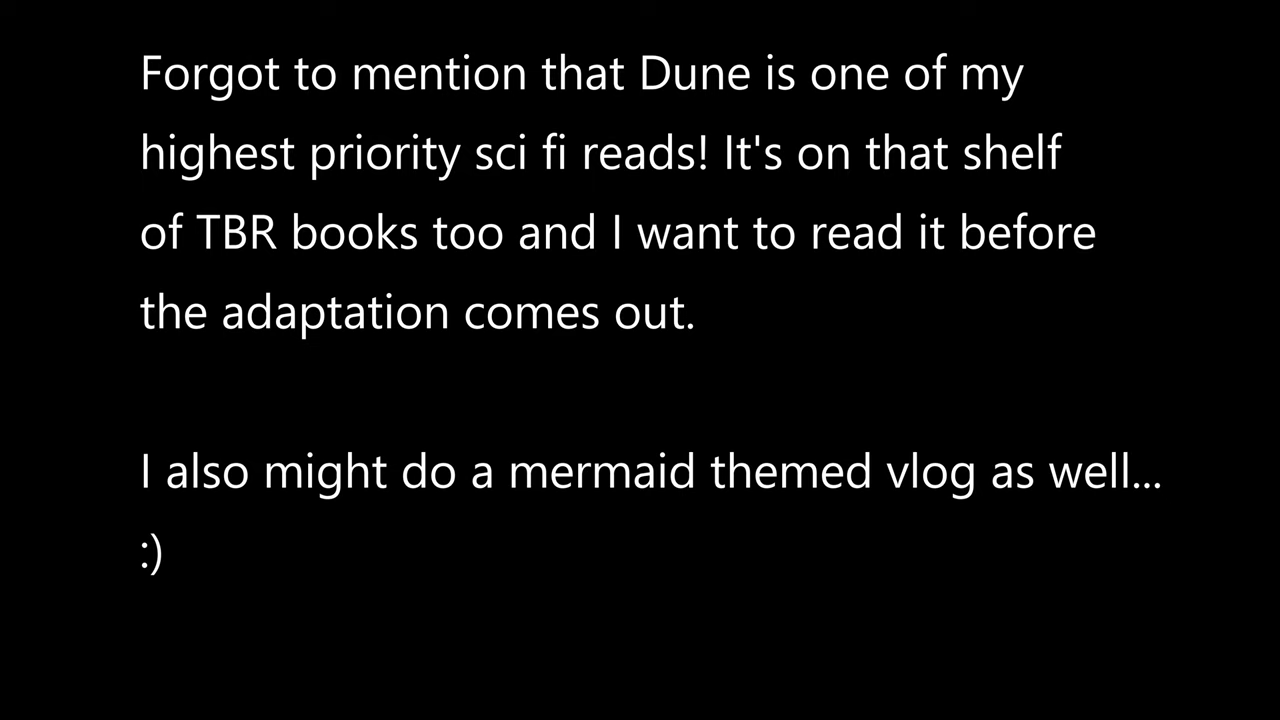 Forgot to mention that Dune is one of my
highest priority sci fi reads! It's on that shelf
of TBR books too and I want to read it before
the adaptation comes out.
I also might do a mermaid themed vlog as well...
:)